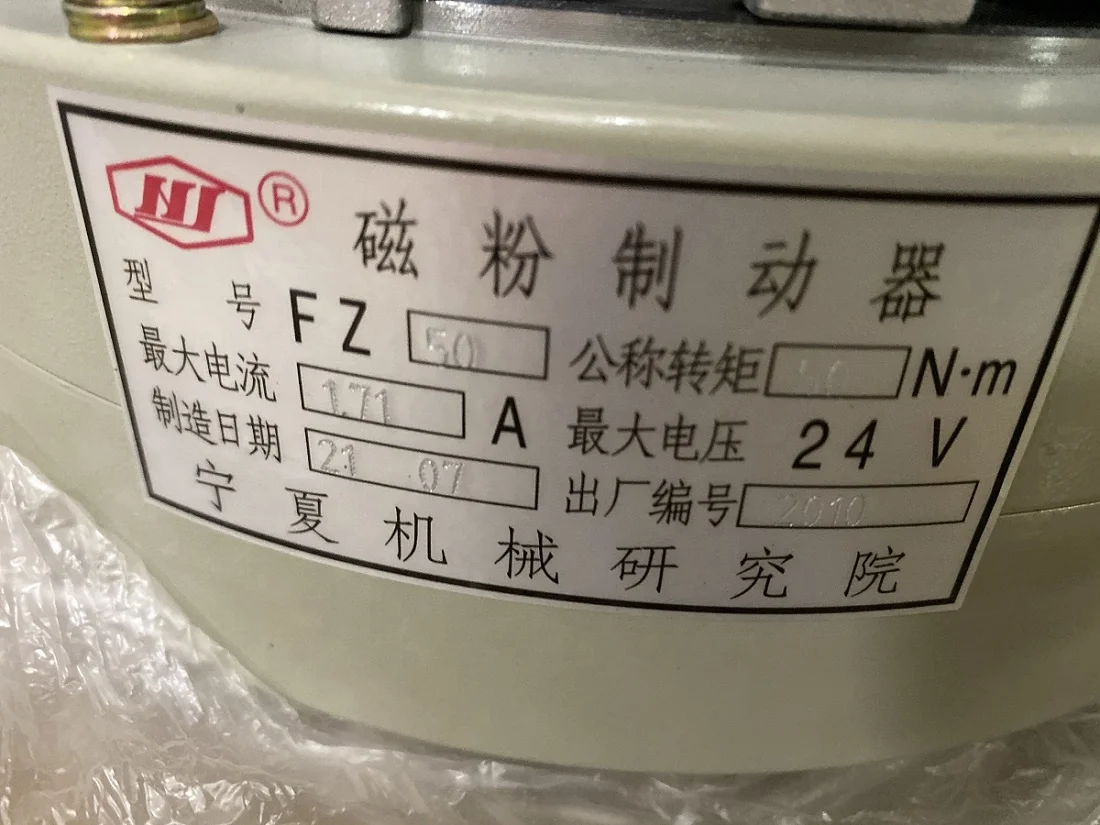 HJ ®
磁粉制动器
型号 FZ 50 公称转矩 N·m
最大电流 1.71 A 最大电压 24 V
制造日期 21 07 出厂编号 2010
宁夏机械研究院